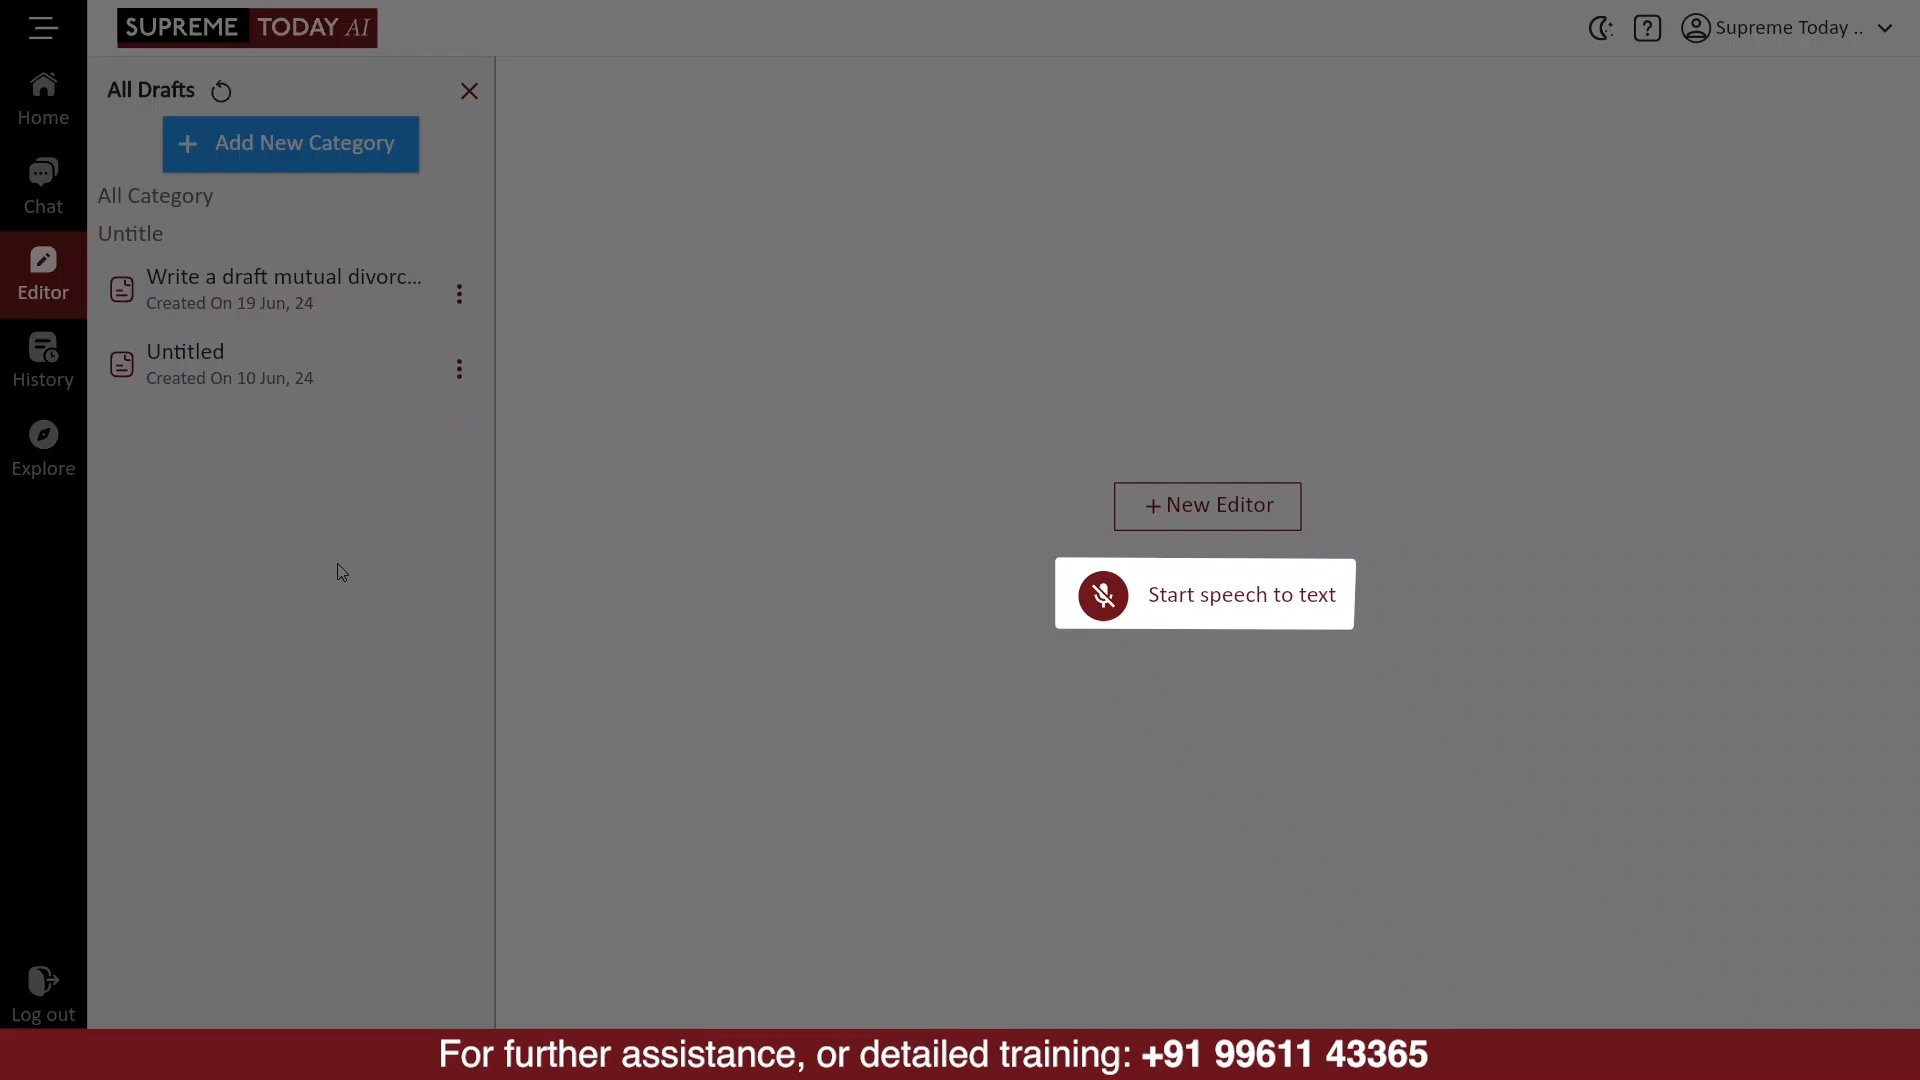 SUPREME TODAY AI
Supreme Today ..
Home
Chat
Editor
History
Explore
Log out
All Drafts
+ Add New Category
All Category
Untitle
Write a draft mutual divorc...
Created On 19 Jun, 24
Untitled
Created On 10 Jun, 24
+ New Editor
Start speech to text
For further assistance, or detailed training: +91 99611 43365